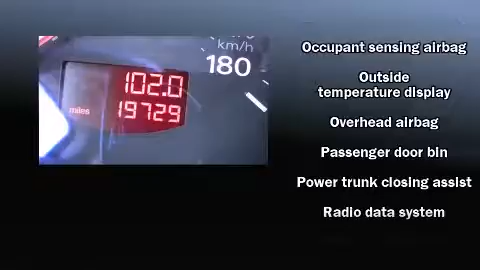 km/h
180
102.0
miles 19729
Occupant sensing airbag
Outside
temperature display
Overhead airbag
Passenger door bin
Power trunk closing assist
Radio data system